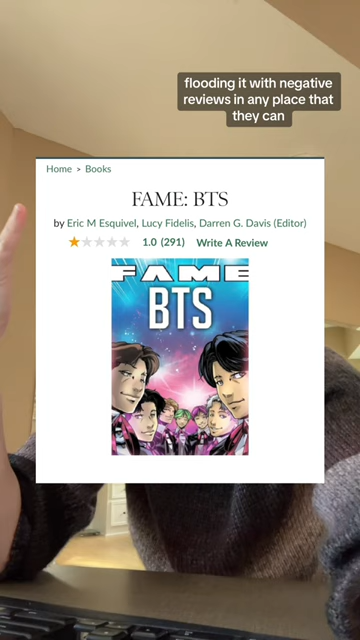 flooding it with negative
reviews in any place that
they can
Home > Books
FAME: BTS
by Eric M Esquivel, Lucy Fidelis, Darren G. Davis (Editor)
1.0 (291) Write A Review
FAME
BTS